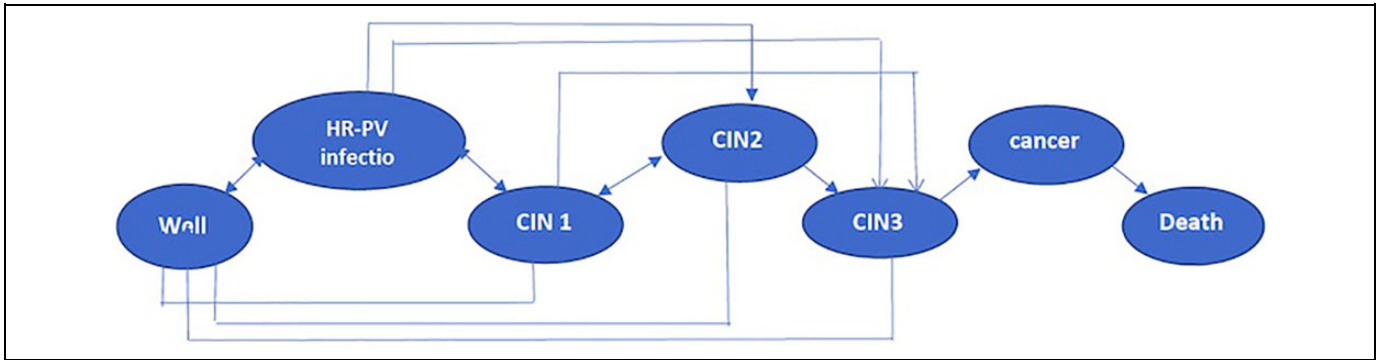 HR-PV
infectio
Well
CIN 1
CIN2
CIN3
cancer
Death